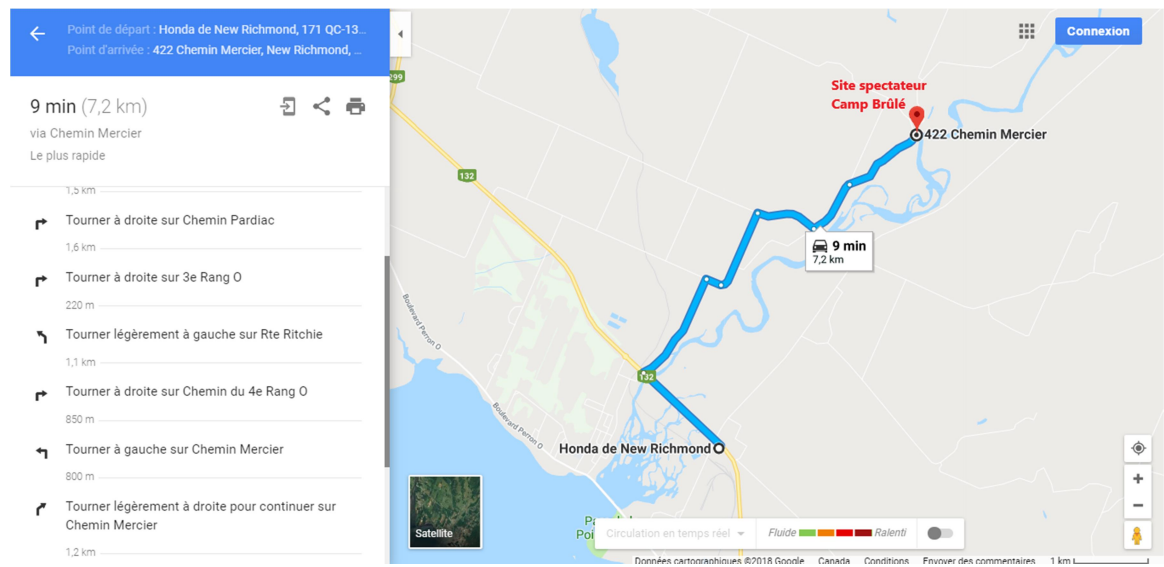 Point de départ : Honda de New Richmond, 171 QC-13...
Point d'arrivée : 422 Chemin Mercier, New Richmond, ...
9 min (7,2 km)
via Chemin Mercier
Le plus rapide
1,5 km
Tourner à droite sur Chemin Pardiac
1,6 km
Tourner à droite sur 3e Rang O
220 m
Tourner légèrement à gauche sur Rte Ritchie
1,1 km
Tourner à droite sur Chemin du 4e Rang O
850 m
Tourner à gauche sur Chemin Mercier
800 m
Tourner légèrement à droite pour continuer sur
Chemin Mercier
1,2 km
Connexion
299
Site spectateur
Camp Brûlé
422 Chemin Mercier
132
9 min
7,2 km
Boulevard Perron O
132
Boulevard Perron O
Honda de New Richmond
Satellite
Circulation en temps réel
Fluide
Ralenti
Données cartographiques ©2018 Google
Canada
Conditions
Envoyer des commentaires
1 km